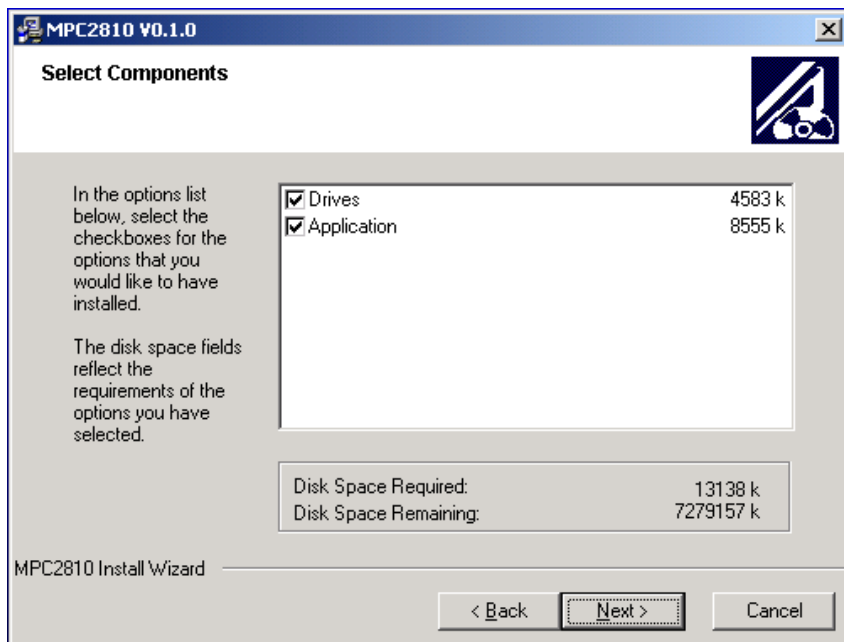 MPC2810 V0.1.0
Select Components
In the options list
below, select the
checkboxes for the
options that you
would like to have
installed.
The disk space fields
reflect the
requirements of the
options you have
selected.
Drives 4583 k
Application 8555 k
Disk Space Required: 13138 k
Disk Space Remaining: 7279157 k
MPC2810 Install Wizard
< Back Next > Cancel